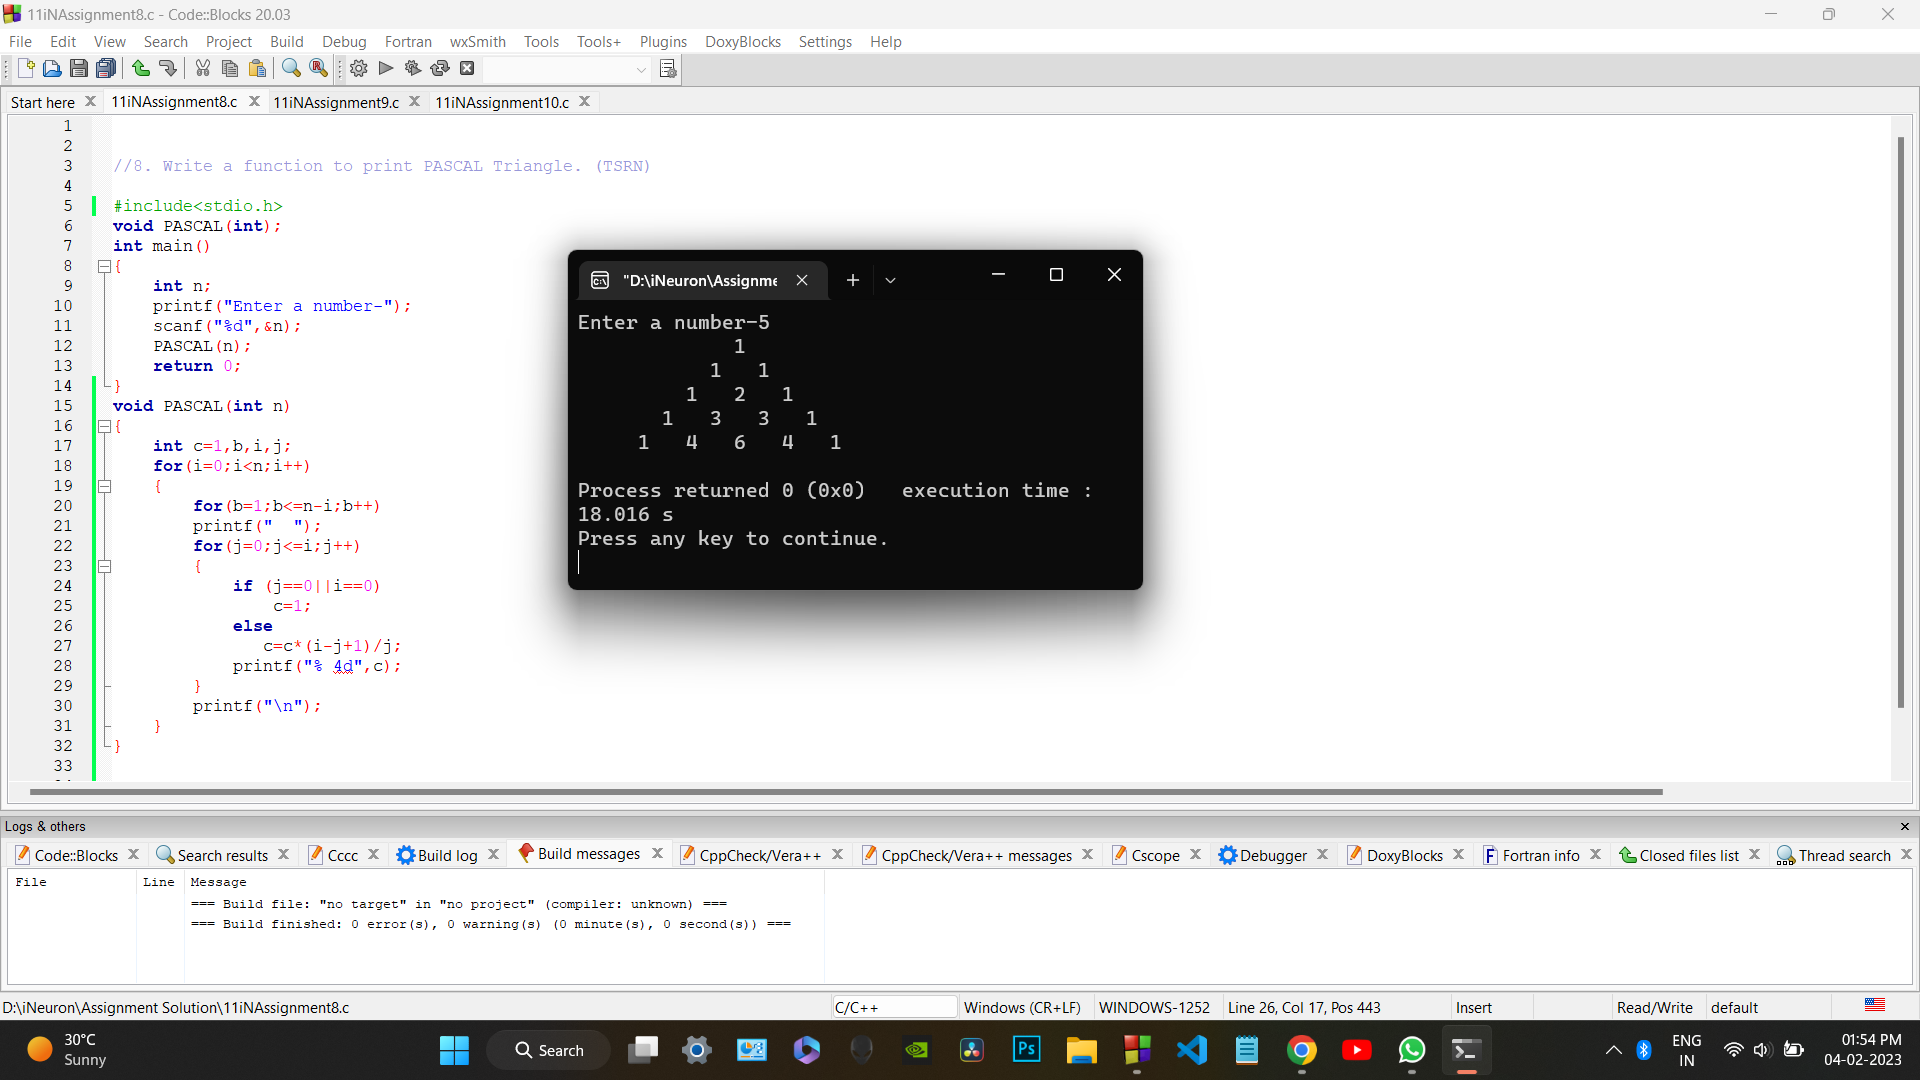 11iNAssignment8.c - Code::Blocks 20.03
File Edit View Search Project Build Debug Fortran wxSmith Tools Tools+ Plugins DoxyBlocks Settings Help
Start here 11iNAssignment8.c 11iNAssignment9.c 11iNAssignment10.c
1
2
3 //8. Write a function to print PASCAL Triangle. (TSRN)
4
5 #include<stdio.h>
6 void PASCAL(int);
7 int main()
8 {
9 int n;
10 printf("Enter a number-");
11 scanf("%d",&n);
12 PASCAL(n);
13 return 0;
14 }
15 void PASCAL(int n)
16 {
17 int c=1,b,i,j;
18 for(i=0;i<n;i++)
19 {
20 for(b=1;b<=n-i;b++)
21 printf("  ");
22 for(j=0;j<=i;j++)
23 {
24 if (j==0||i==0)
25 c=1;
26 else
27 c=c*(i-j+1)/j;
28 printf("% 4d",c);
29 }
30 printf("\n");
31 }
32 }
33
"D:\iNeuron\Assignme
Enter a number-5
1
1 1
1 2 1
1 3 3 1
1 4 6 4 1
Process returned 0 (0x0)   execution time :
18.016 s
Press any key to continue.
Logs & others
Code::Blocks Search results Cccc Build log Build messages CppCheck/Vera++ CppCheck/Vera++ messages Cscope Debugger DoxyBlocks Fortran info Closed files list Thread search
File Line Message
=== Build file: "no target" in "no project" (compiler: unknown) ===
=== Build finished: 0 error(s), 0 warning(s) (0 minute(s), 0 second(s)) ===
D:\iNeuron\Assignment Solution\11iNAssignment8.c C/C++ Windows (CR+LF) WINDOWS-1252 Line 26, Col 17, Pos 443 Insert Read/Write default
30°C
Sunny
Search
Ps
ENG
IN
01:54 PM
04-02-2023